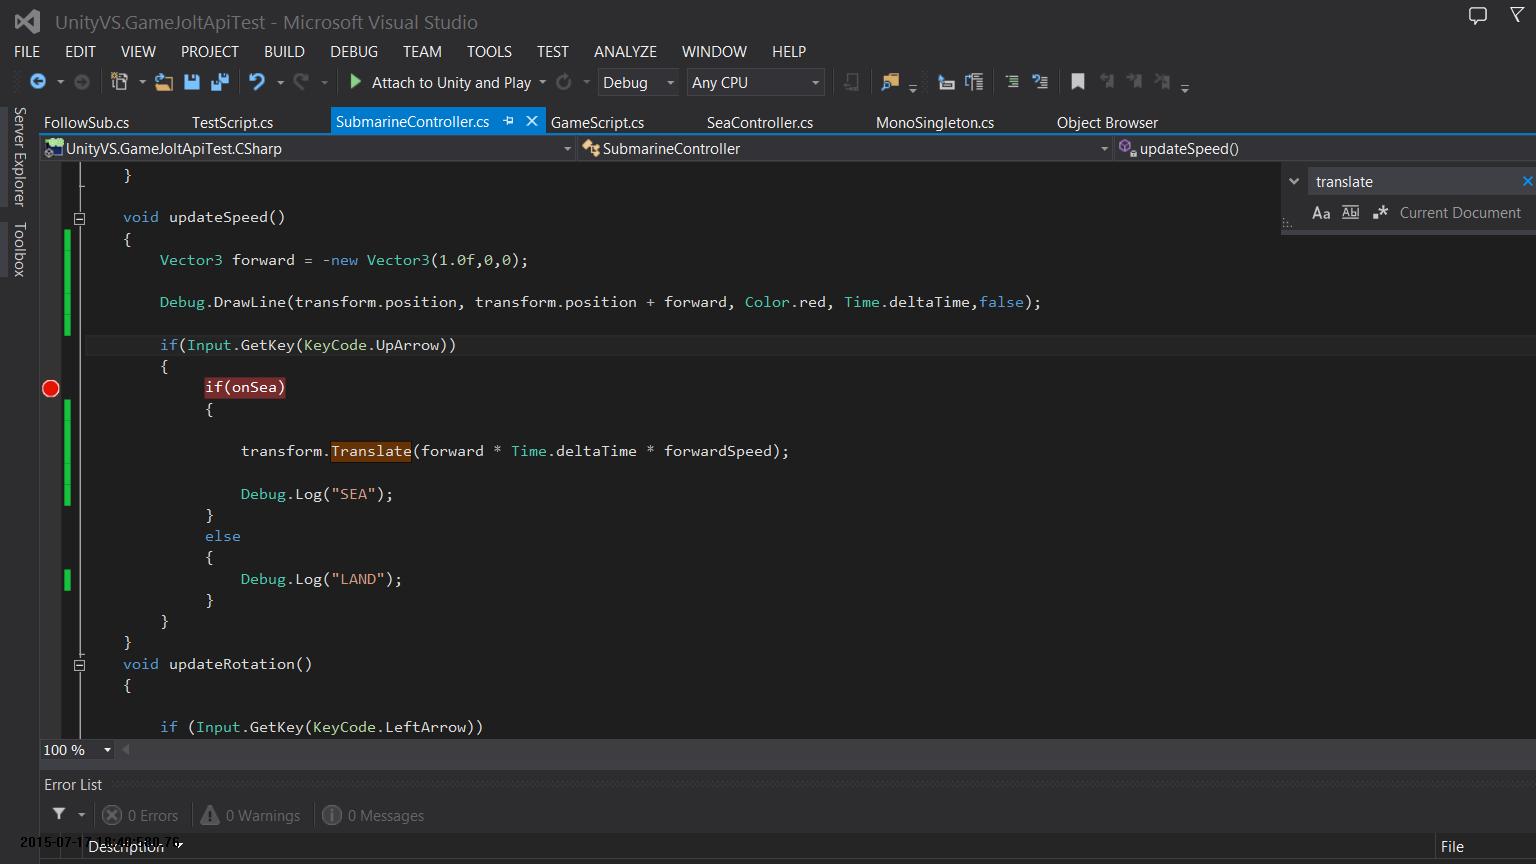 UnityVS.GameJoltApiTest - Microsoft Visual Studio
FILE EDIT VIEW PROJECT BUILD DEBUG TEAM TOOLS TEST ANALYZE WINDOW HELP
Attach to Unity and Play Debug Any CPU
Server Explorer
Toolbox
FollowSub.cs TestScript.cs SubmarineController.cs GameScript.cs SeaController.cs MonoSingleton.cs Object Browser
UnityVS.GameJoltApiTest.CSharp SubmarineController updateSpeed()
translate
Aa Abl .* Current Document
}
void updateSpeed()
{
Vector3 forward = -new Vector3(1.0f,0,0);
Debug.DrawLine(transform.position, transform.position + forward, Color.red, Time.deltaTime,false);
if(Input.GetKey(KeyCode.UpArrow))
{
if(onSea)
{
transform.Translate(forward * Time.deltaTime * forwardSpeed);
Debug.Log("SEA");
}
else
{
Debug.Log("LAND");
}
}
}
void updateRotation()
{
if (Input.GetKey(KeyCode.LeftArrow))
100 %
Error List
0 Errors 0 Warnings 0 Messages
Description File